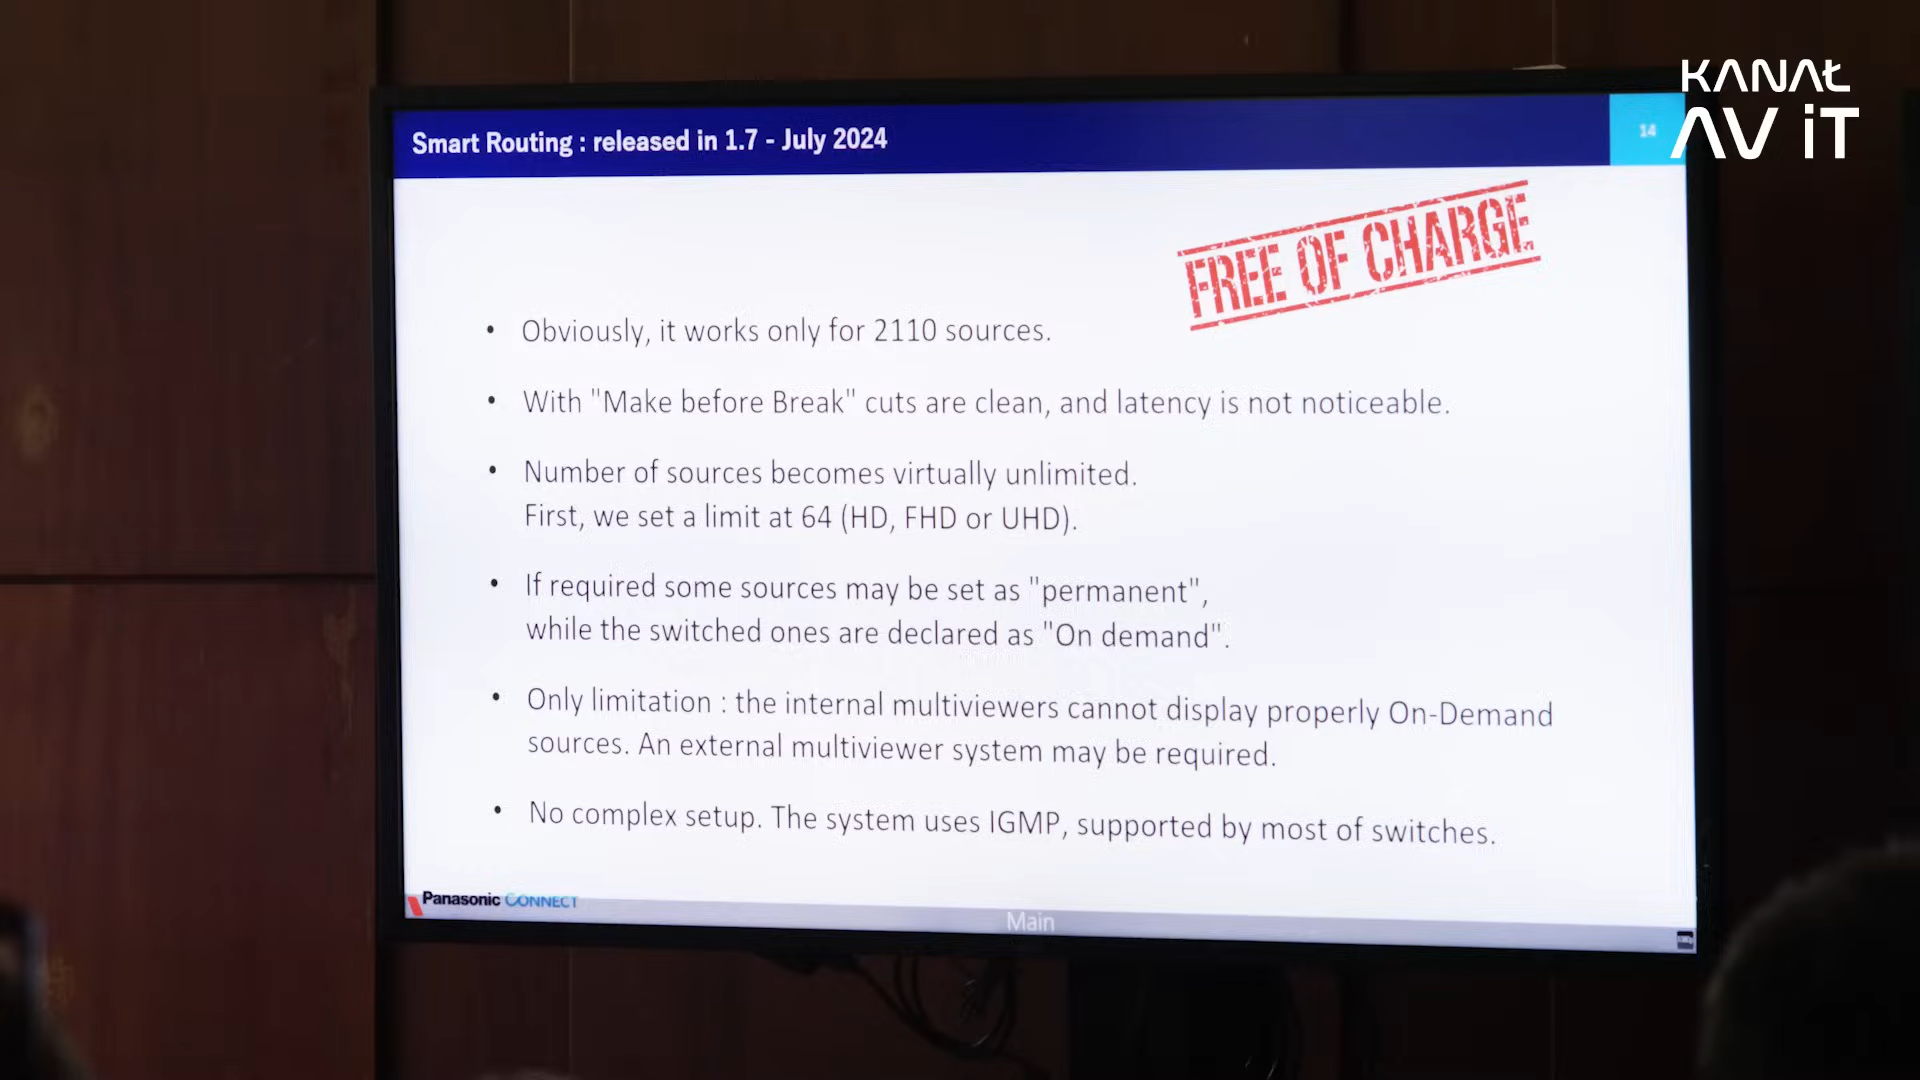 KANAŁ
AV iT
Smart Routing : released in 1.7 - July 2024
14
FREE OF CHARGE
• Obviously, it works only for 2110 sources.
• With "Make before Break" cuts are clean, and latency is not noticeable.
• Number of sources becomes virtually unlimited.
First, we set a limit at 64 (HD, FHD or UHD).
• If required some sources may be set as "permanent",
while the switched ones are declared as "On demand".
• Only limitation : the internal multiviewers cannot display properly On-Demand
sources. An external multiviewer system may be required.
• No complex setup. The system uses IGMP, supported by most of switches.
Panasonic CONNECT
Main